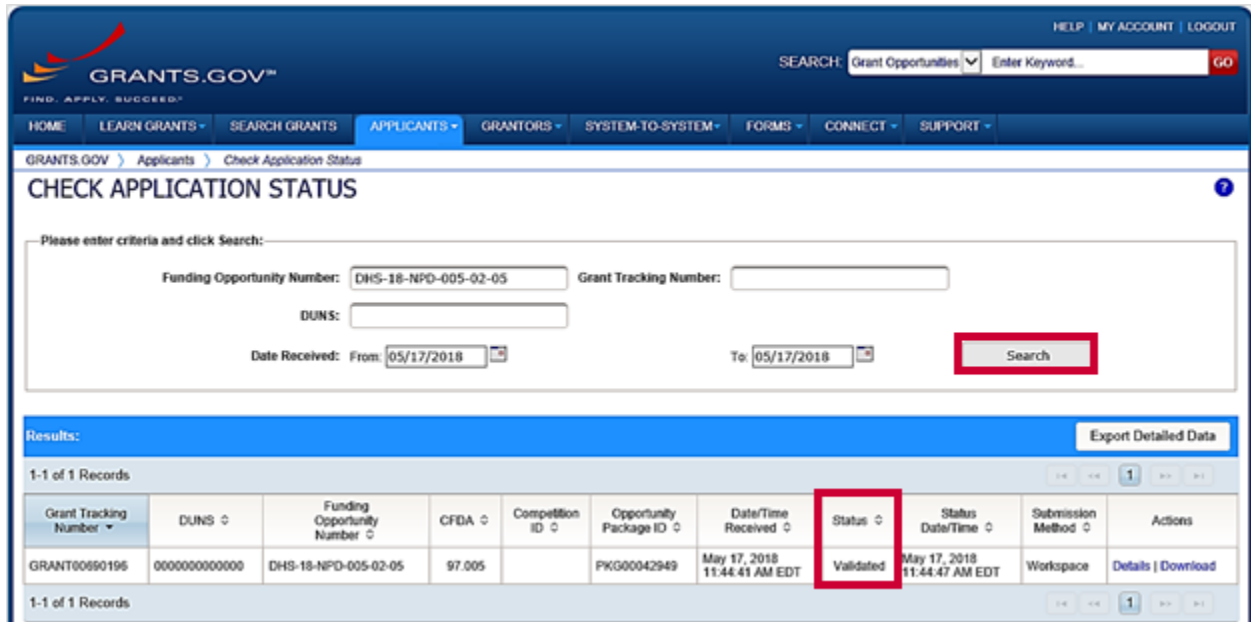 HELP | MY ACCOUNT | LOGOUT
GRANTS.GOV℠
FIND. APPLY. SUCCEED.℠
SEARCH: Grant Opportunities Enter Keyword... GO
HOME LEARN GRANTS SEARCH GRANTS APPLICANTS GRANTORS SYSTEM-TO-SYSTEM FORMS CONNECT SUPPORT
GRANTS.GOV 〉 Applicants 〉 Check Application Status
CHECK APPLICATION STATUS ?
Please enter criteria and click Search:
Funding Opportunity Number: DHS-18-NPD-005-02-05 Grant Tracking Number:
DUNS:
Date Received: From: 05/17/2018 To: 05/17/2018 Search
Results: Export Detailed Data
1-1 of 1 Records 1
Grant Tracking Number DUNS Funding Opportunity Number CFDA Competition ID Opportunity Package ID Date/Time Received Status Status Date/Time Submission Method Actions
GRANT00690196 0000000000000 DHS-18-NPD-005-02-05 97.005 PKG00042949 May 17, 2018 11:44:41 AM EDT Validated May 17, 2018 11:44:47 AM EDT Workspace Details | Download
1-1 of 1 Records 1